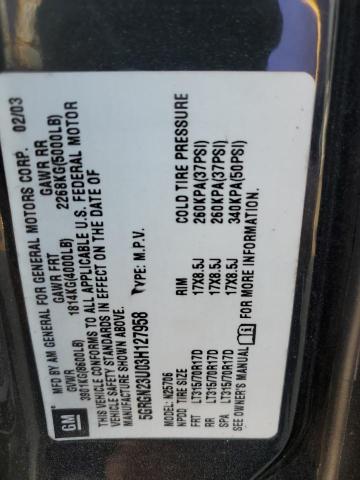 GM
MFD BY AM GENERAL FOR GENERAL MOTORS CORP. 02/03
GVWR GAWR FRT GAWR RR
3901KG(8600LB) 1814KG(4000LB) 2268KG(5000LB)
THIS VEHICLE CONFORMS TO ALL APPLICABLE U.S. FEDERAL MOTOR
VEHICLE SAFETY STANDARDS IN EFFECT ON THE DATE OF
MANUFACTURE SHOWN ABOVE.
5GRGN23U03H127958 TYPE: M.P.V.
MODEL: N25706
NPDD TIRE SIZE RIM COLD TIRE PRESSURE
FRT LT315/70R17D 17X8.5J 260KPA(37PSI)
RR LT315/70R17D 17X8.5J 260KPA(37PSI)
SPA LT315/70R17D 17X8.5J 340KPA(50PSI)
SEE OWNER'S MANUAL FOR MORE INFORMATION.